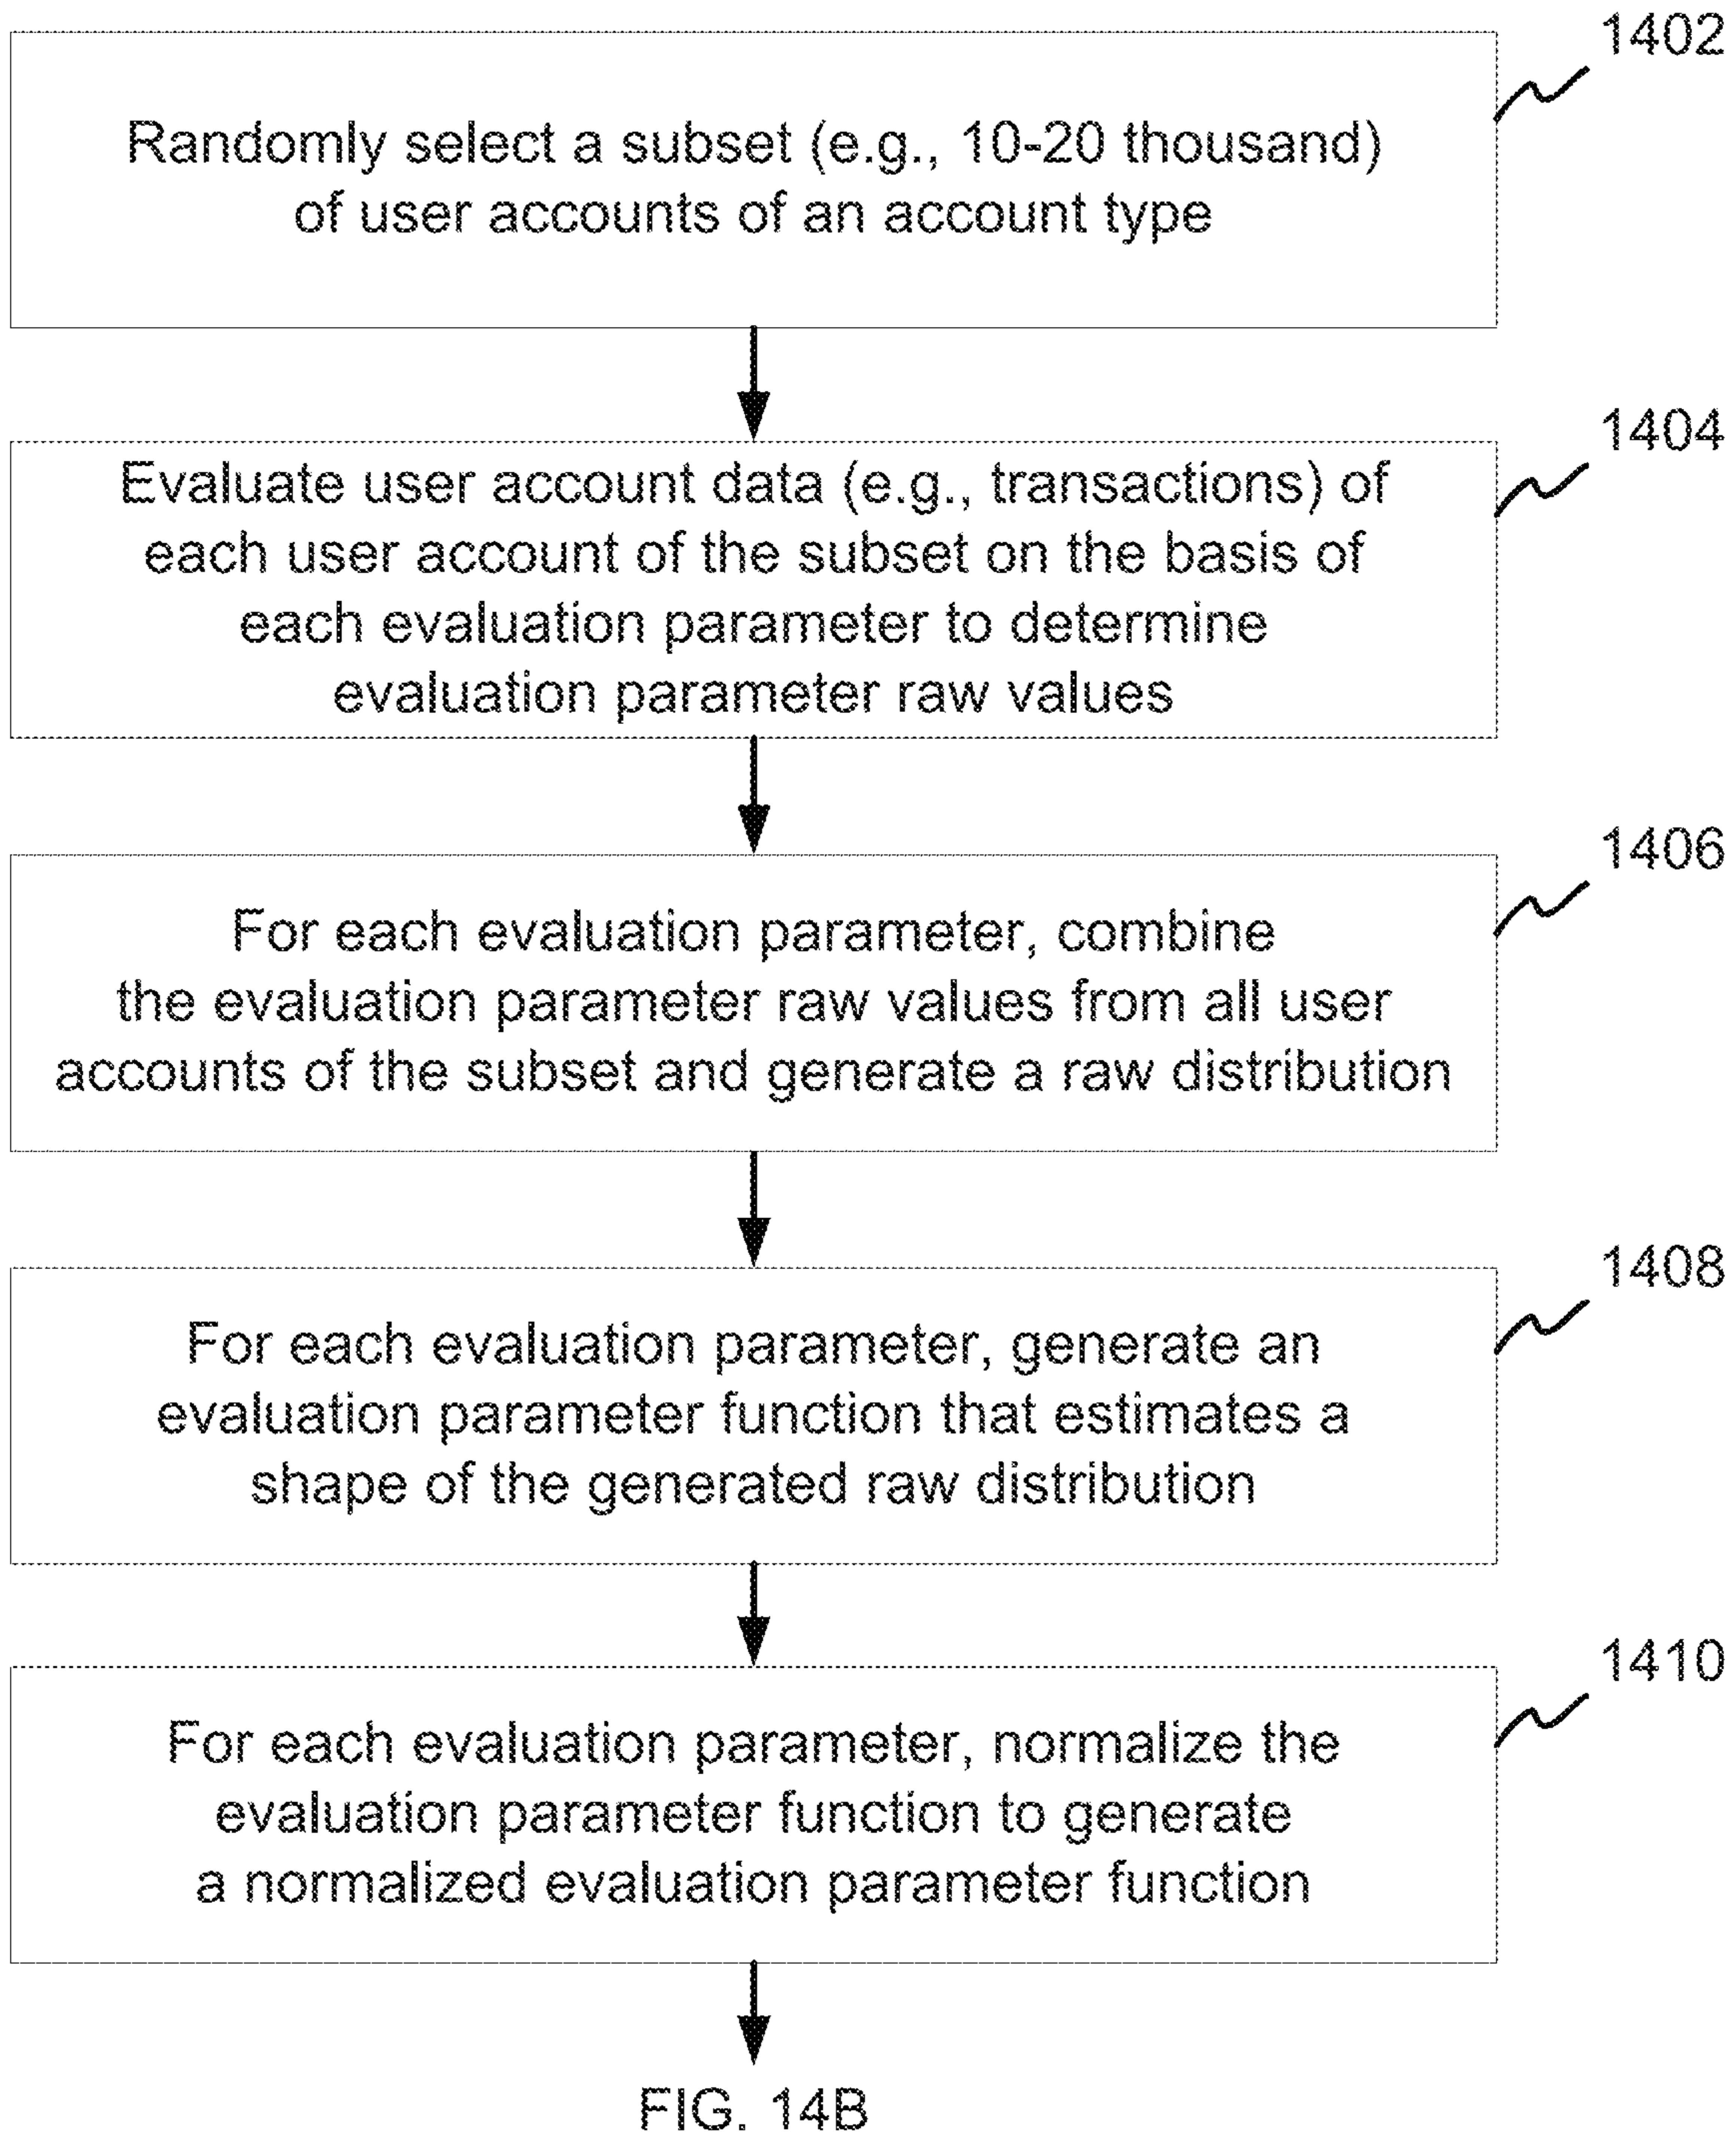 1402
Randomly select a subset (e.g., 10-20 thousand)
of user accounts of an account type
1404
Evaluate user account data (e.g., transactions) of
each user account of the subset on the basis of
each evaluation parameter to determine
evaluation parameter raw values
1406
For each evaluation parameter, combine
the evaluation parameter raw values from all user
accounts of the subset and generate a raw distribution
1408
For each evaluation parameter, generate an
evaluation parameter function that estimates a
shape of the generated raw distribution
1410
For each evaluation parameter, normalize the
evaluation parameter function to generate
a normalized evaluation parameter function
FIG. 14B